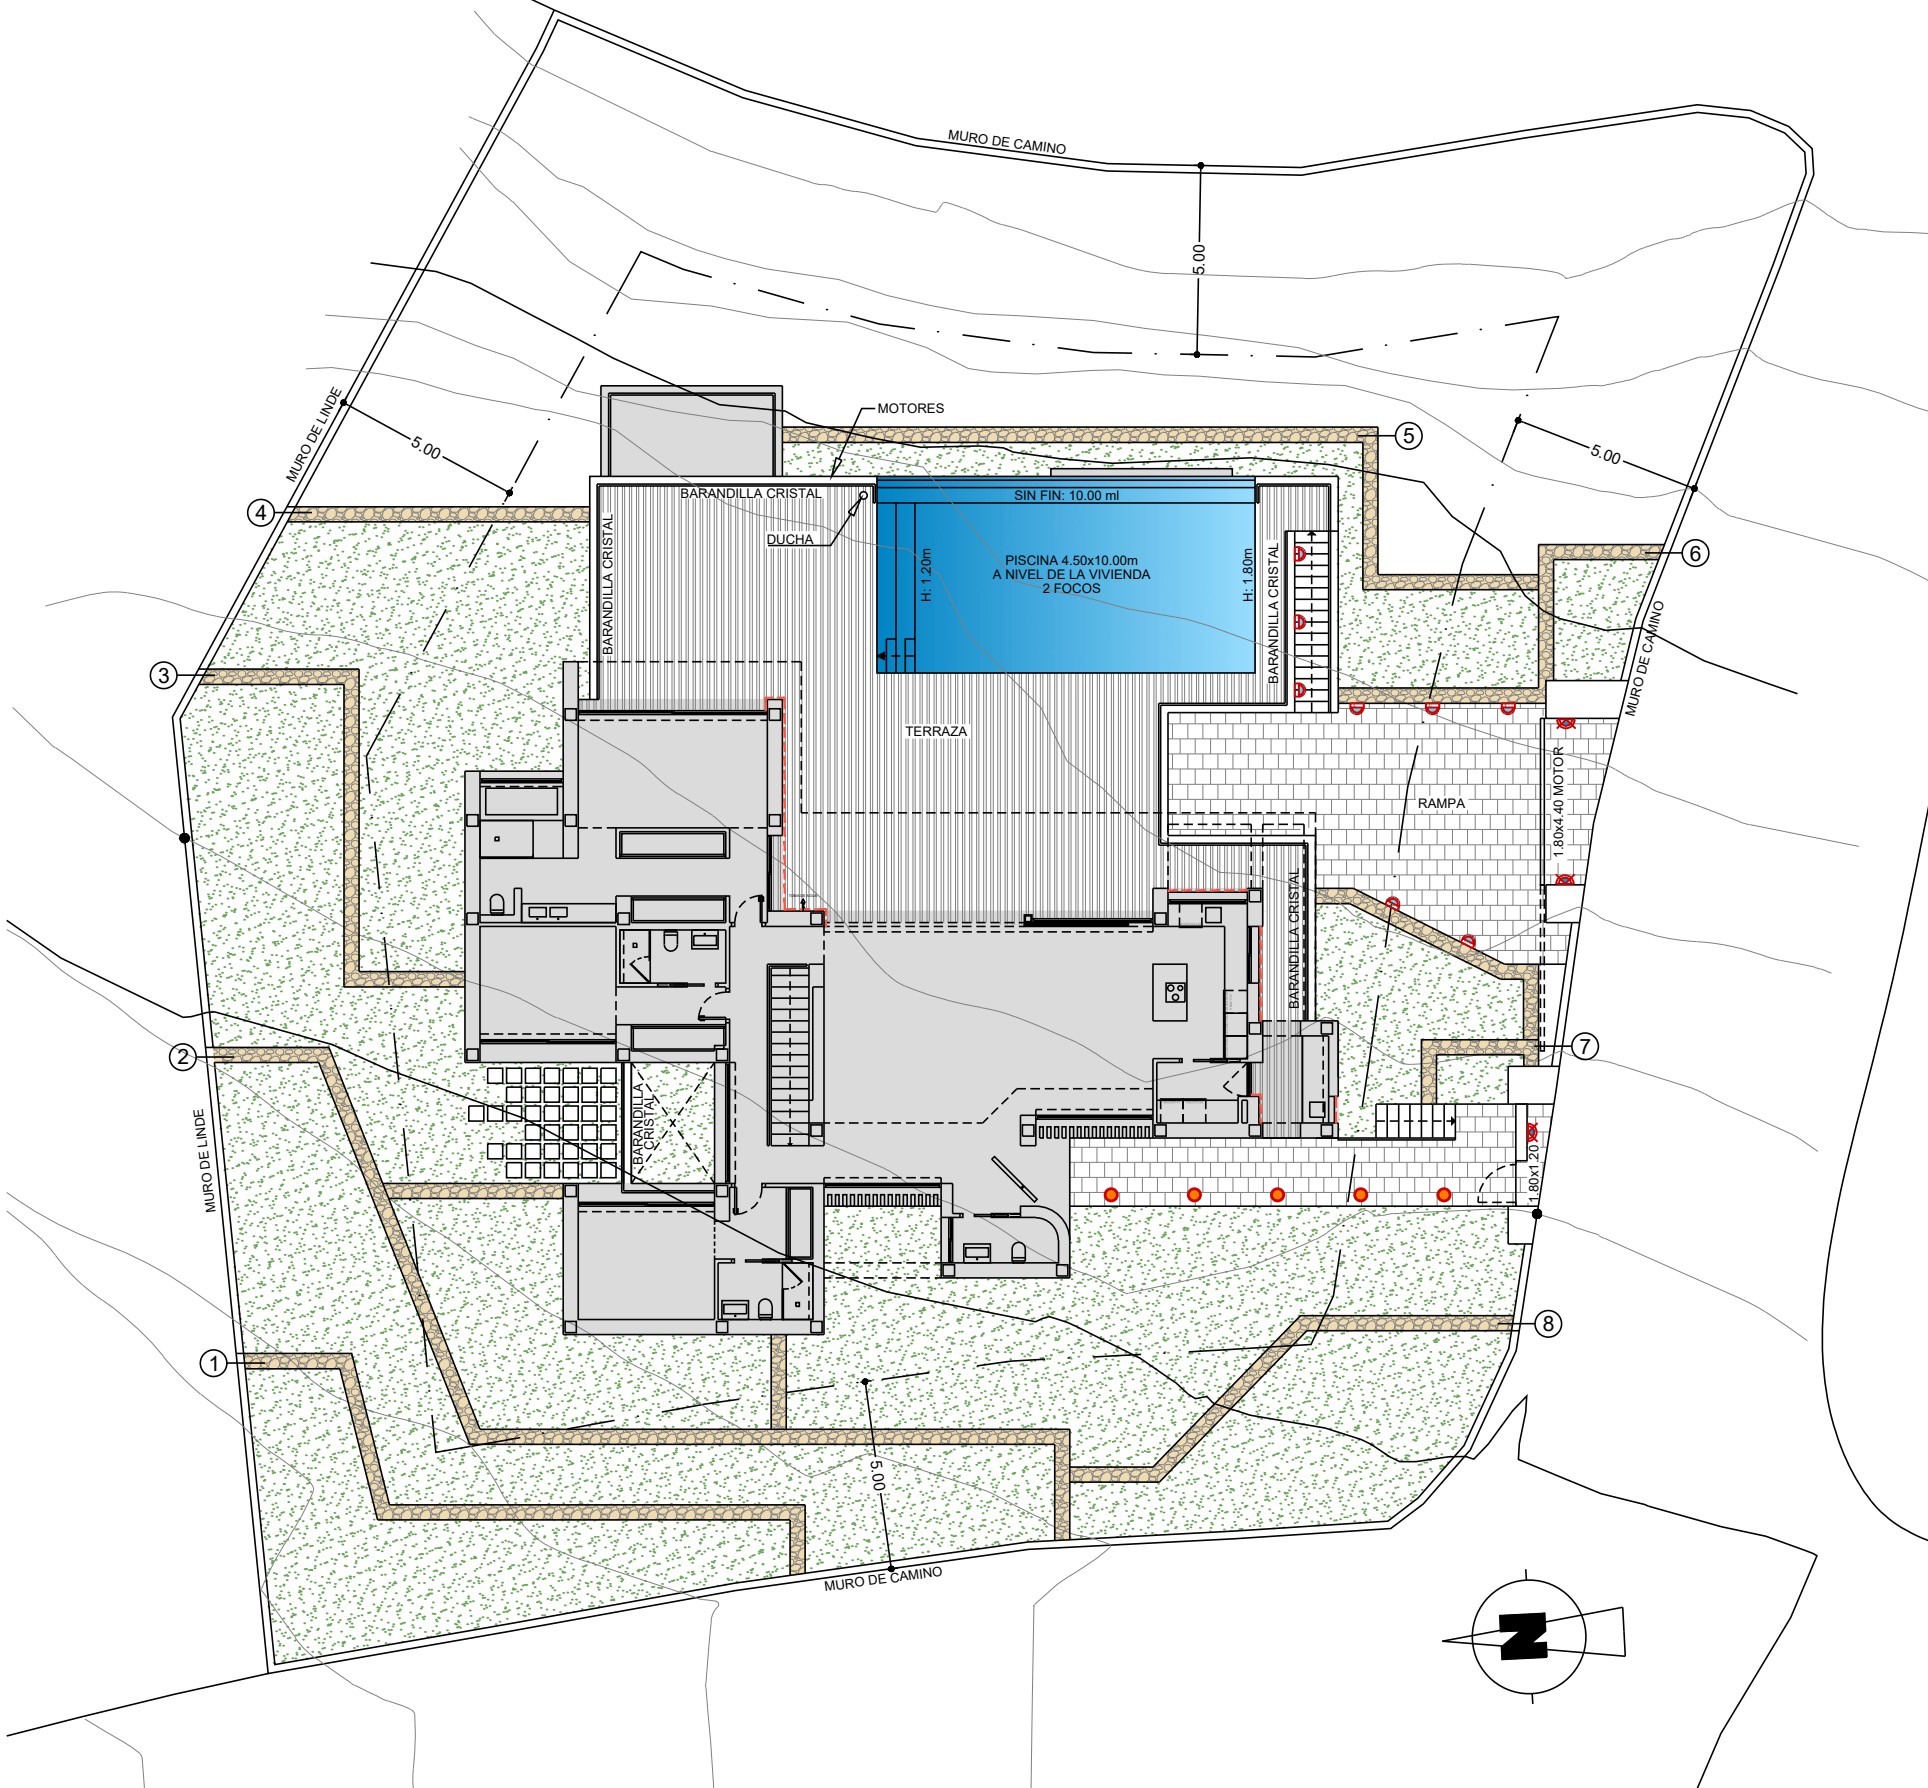 MURO DE CAMINO
5.00
MURO DE LINDE
5.00
MOTORES
5
5.00
BARANDILLA CRISTAL
SIN FIN: 10.00 ml
4
BARANDILLA CRISTAL
DUCHA
H: 1.20m
PISCINA 4.50x10.00m
A NIVEL DE LA VIVIENDA
2 FOCOS
H: 1.80m
BARANDILLA CRISTAL
6
3
MURO DE CAMINO
TERRAZA
RAMPA
1.80x4.40 MOTOR
BARANDILLA CRISTAL
2
7
BARANDILLA
CRISTAL
MURO DE LINDE
1.80x1.20
8
1
5.00
MURO DE CAMINO
N